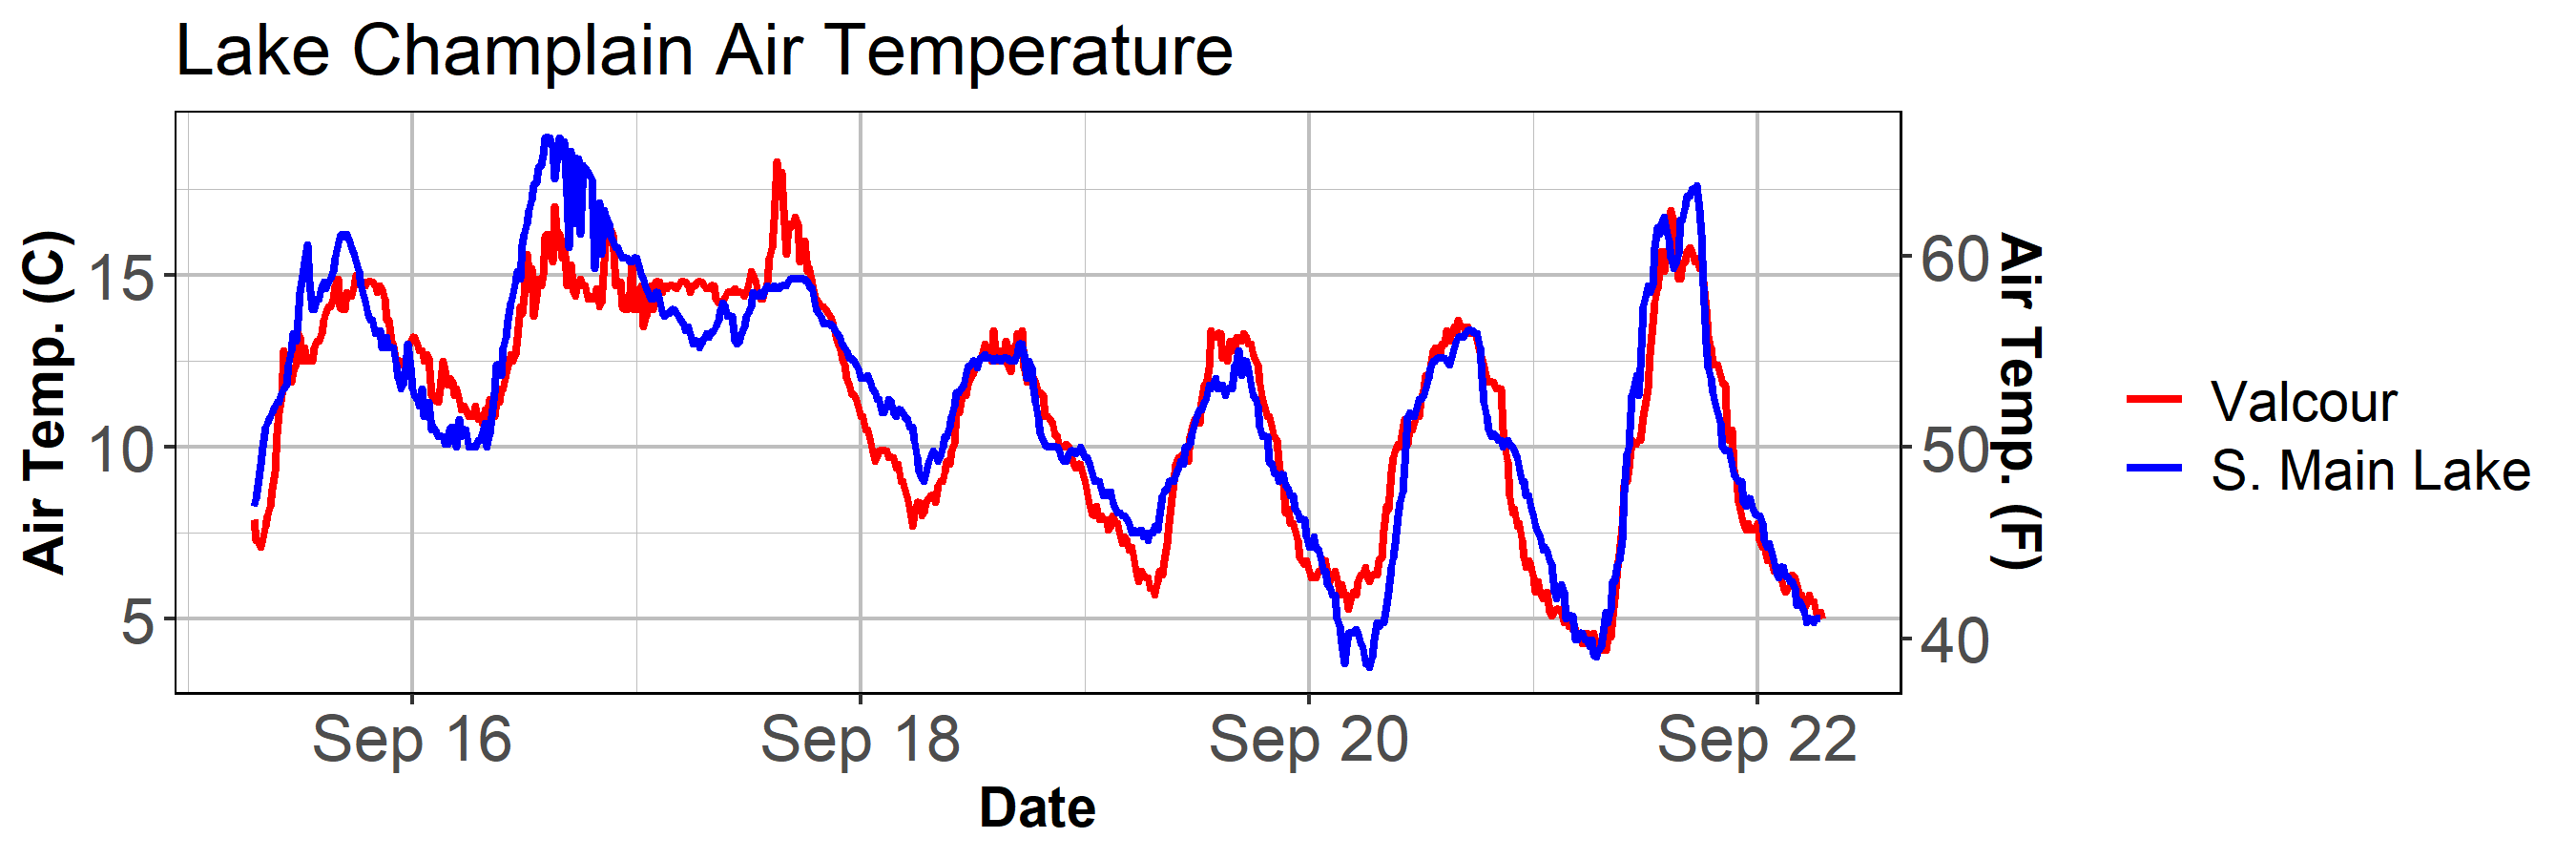 Lake Champlain Air Temperature
Air Temp. (C)
15
10
5
60
50
40
Air Temp. (F)
Sep 16
Sep 18
Sep 20
Sep 22
Date
Valcour
S. Main Lake